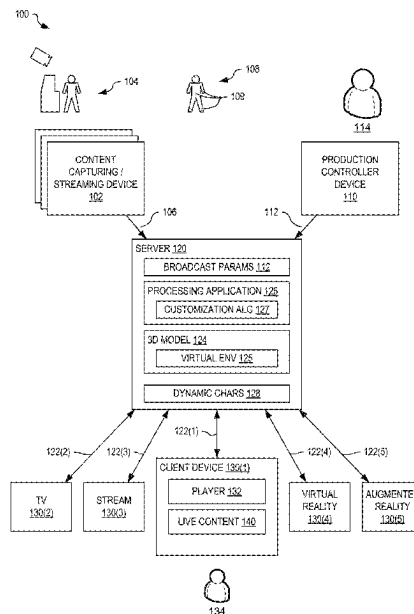 100
104
108
109
114
CONTENT
CAPTURING /
STREAMING DEVICE
102
PRODUCTION
CONTROLLER
DEVICE
110
106
112
SERVER 120
BROADCAST PARAMS 112
PROCESSING APPLICATION 125
CUSTOMIZATION ALG 127
3D MODEL 124
VIRTUAL ENV 125
DYNAMIC CHARS 128
122(2)
122(3)
122(1)
122(4)
122(5)
TV
130(2)
STREAM
130(3)
CLIENT DEVICE 130(1)
PLAYER 132
LIVE CONTENT 140
VIRTUAL
REALITY
130(4)
AUGMENTED
REALITY
130(5)
134